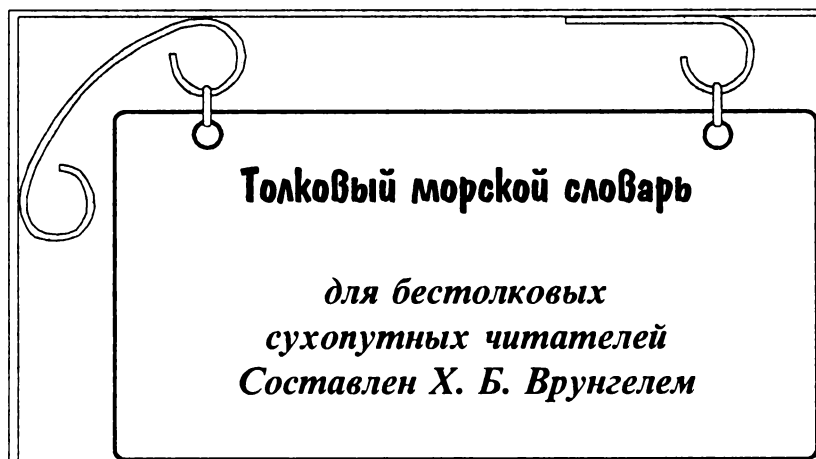 Толковый морской словарь
для бестолковых
сухопутных читателей
Составлен Х. Б. Врунгелем